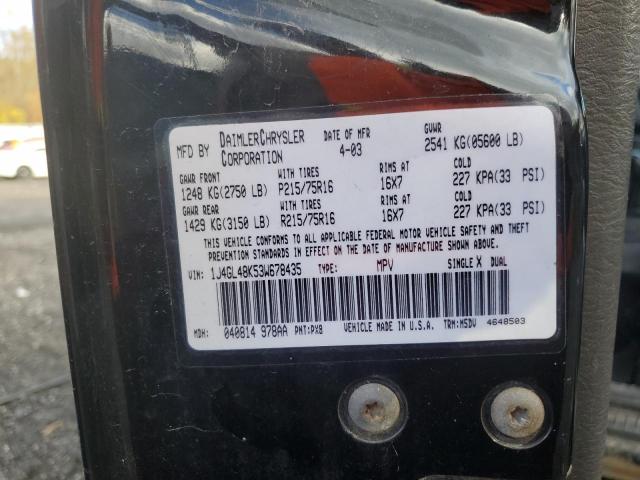 MFD BY DAIMLERCHRYSLER CORPORATION DATE OF MFR 4-03 GVWR 2541 KG(05600 LB)
GAWR FRONT WITH TIRES RIMS AT COLD
1248 KG(2750 LB) P215/75R16 16X7 227 KPA(33 PSI)
GAWR REAR WITH TIRES RIMS AT COLD
1429 KG(3150 LB) R215/75R16 16X7 227 KPA(33 PSI)
THIS VEHICLE CONFORMS TO ALL APPLICABLE FEDERAL MOTOR VEHICLE SAFETY AND THEFT
PREVENTION STANDARDS IN EFFECT ON THE DATE OF MANUFACTURE SHOWN ABOVE.
VIN: 1J4GL48K53W678435 TYPE: MPV SINGLE X DUAL
MDH: 040814 978AA PNT:PX8 VEHICLE MADE IN U.S.A. TRM:M5DV 4648503